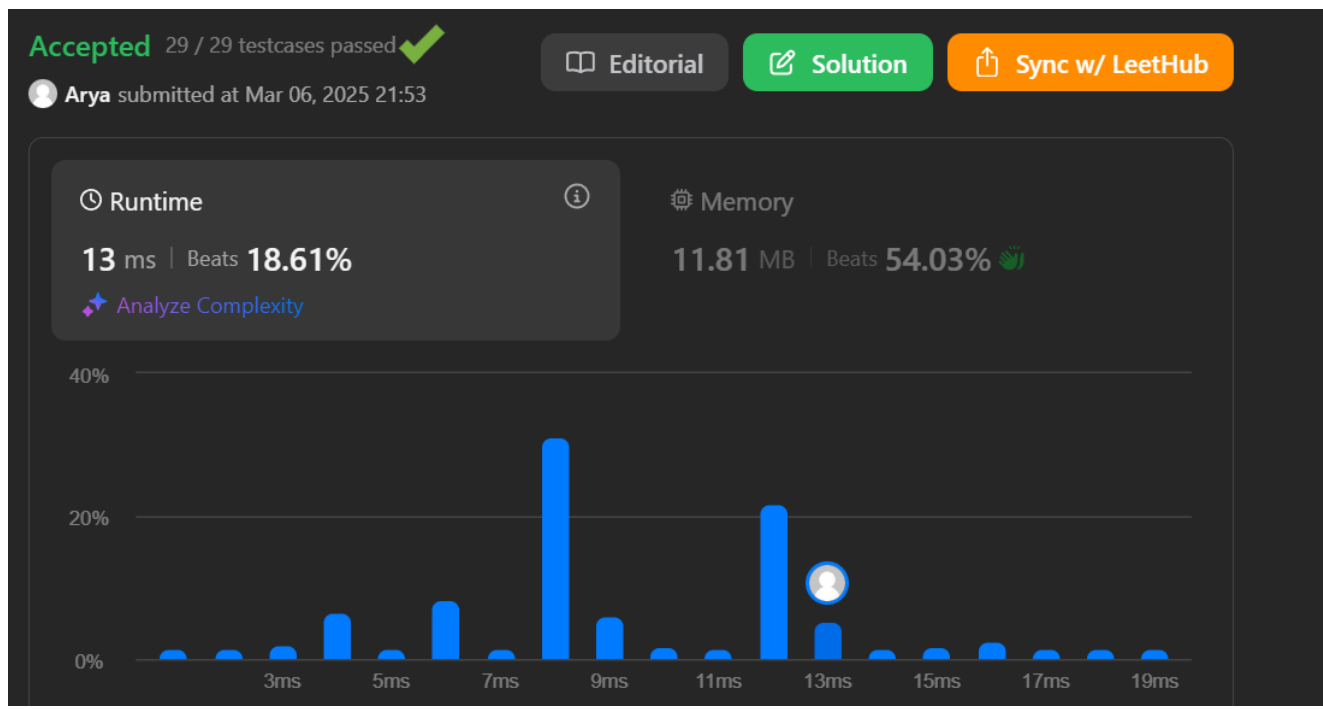 Accepted 29 / 29 testcases passed
Editorial
Solution
Sync w/ LeetHub
Arya submitted at Mar 06, 2025 21:53
Runtime
13 ms | Beats 18.61%
Analyze Complexity
Memory
11.81 MB | Beats 54.03%
40%
20%
0%
3ms 5ms 7ms 9ms 11ms 13ms 15ms 17ms 19ms